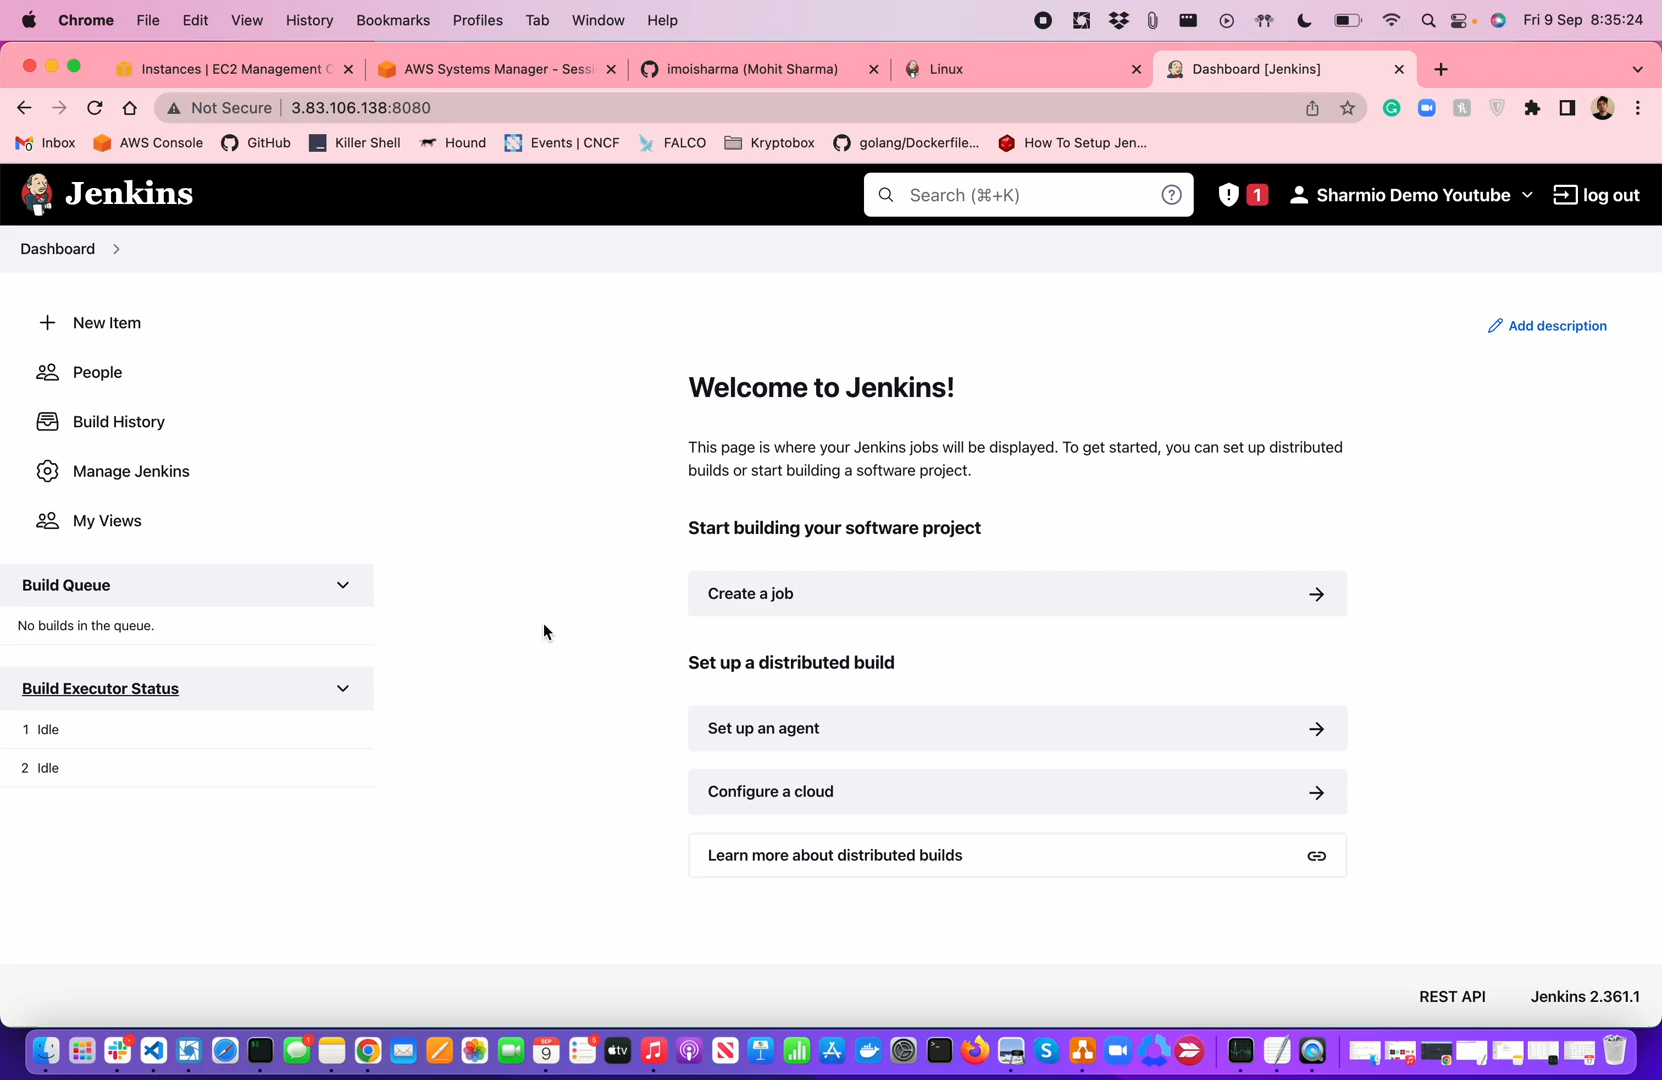 Chrome File Edit View History Bookmarks Profiles Tab Window Help Fri 9 Sep 8:35:24
Instances | EC2 Management C AWS Systems Manager - Sessi imoisharma (Mohit Sharma) Linux Dashboard [Jenkins]
Not Secure 3.83.106.138:8080
Inbox AWS Console GitHub Killer Shell Hound Events | CNCF FALCO Kryptobox golang/Dockerfile... How To Setup Jen...
Jenkins Search (⌘+K) 1 Sharmio Demo Youtube log out
Dashboard
New Item
Add description
People
Build History
Manage Jenkins
My Views
Build Queue
No builds in the queue.
Build Executor Status
1 Idle
2 Idle
Welcome to Jenkins!
This page is where your Jenkins jobs will be displayed. To get started, you can set up distributed
builds or start building a software project.
Start building your software project
Create a job
Set up a distributed build
Set up an agent
Configure a cloud
Learn more about distributed builds
REST API Jenkins 2.361.1